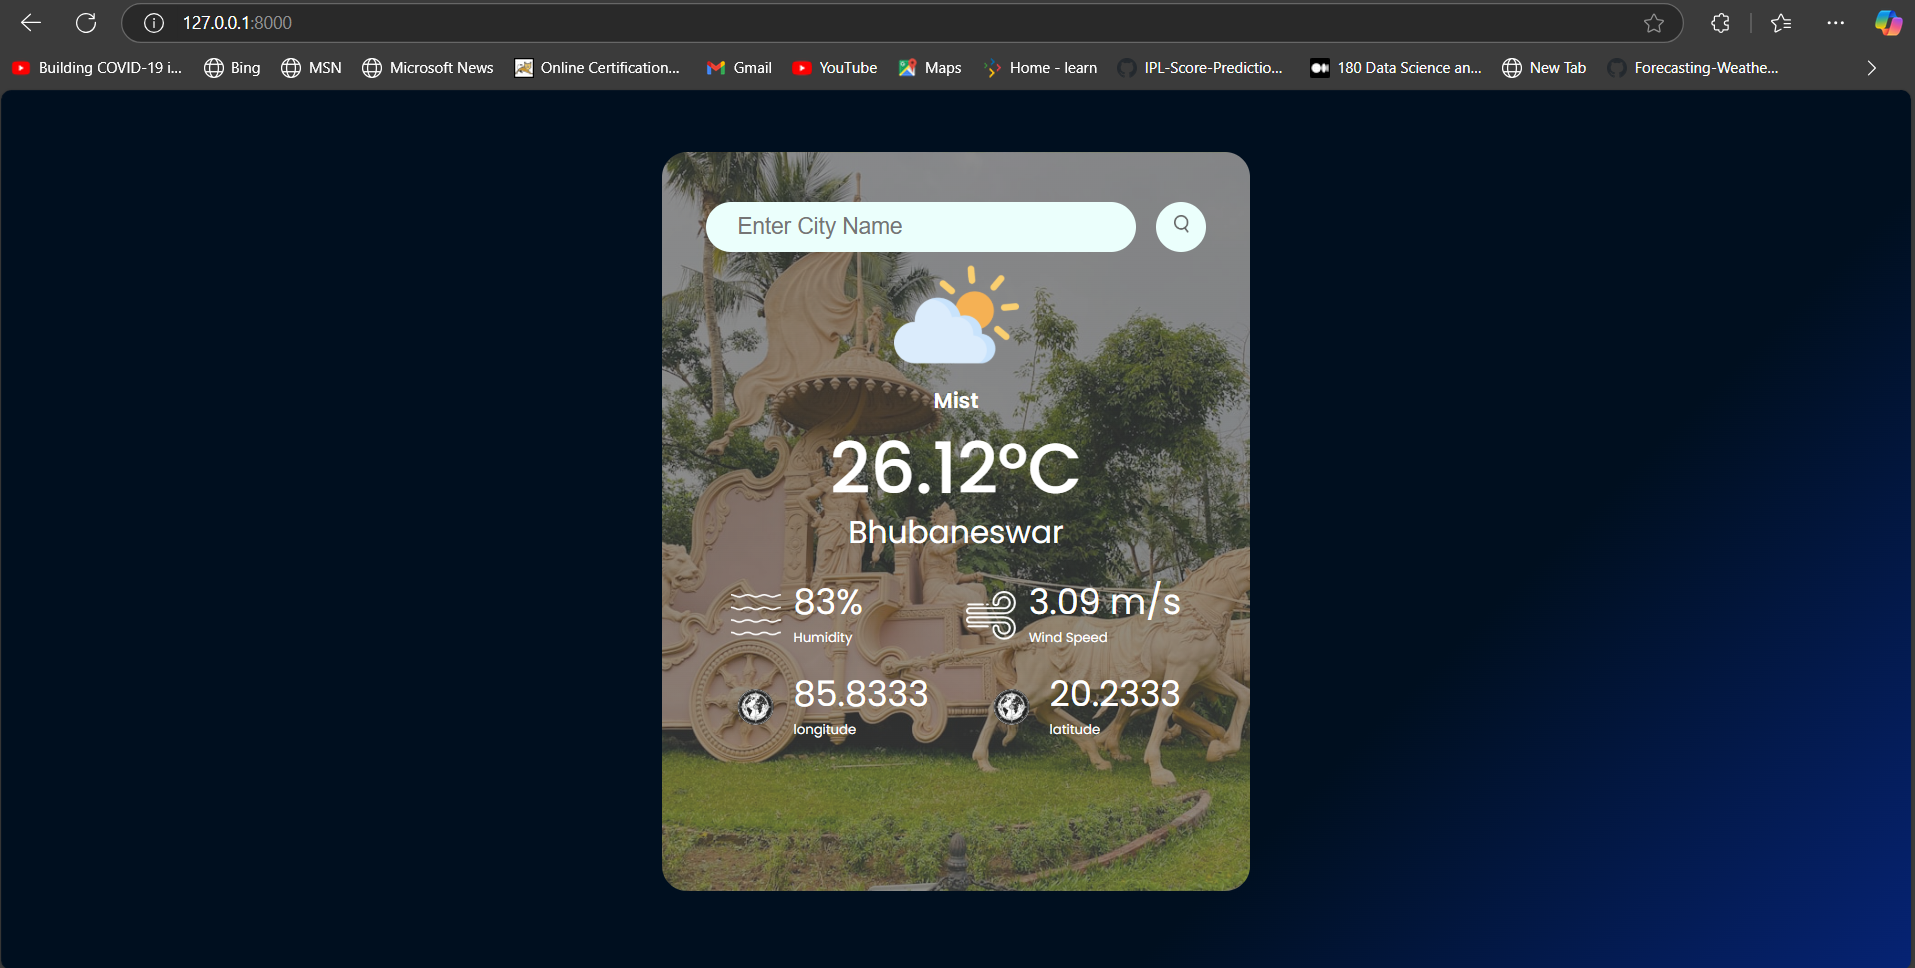 127.0.0.1:8000
Building COVID-19 i... Bing MSN Microsoft News Online Certification... Gmail YouTube Maps Home - learn IPL-Score-Predictio... 180 Data Science an... New Tab Forecasting-Weathe...
Enter City Name
Mist
26.12°C
Bhubaneswar
83% 3.09 m/s
Humidity Wind Speed
85.8333 20.2333
longitude latitude